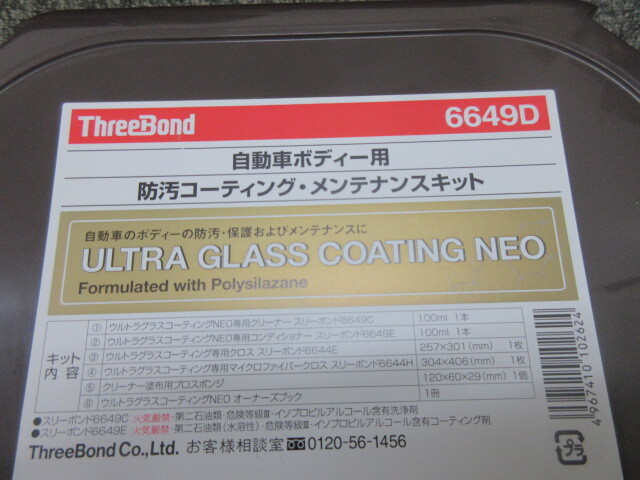 ThreeBond 6649D
自動車ボディー用
防汚コーティング・メンテナンスキット
自動車のボディーの防汚・保護およびメンテナンスに
ULTRA GLASS COATING NEO
Formulated with Polysilazane
キット内容
① ウルトラグラスコーティングNEO専用クリーナー スリーボンド6649C 100ml 1本
② ウルトラグラスコーティングNEO専用コンディショナー スリーボンド6649E 100ml 1本
③ ウルトラグラスコーティング専用クロス スリーボンド6644E 257×301(mm) 1枚
④ ウルトラグラスコーティング専用マイクロファイバークロス スリーボンド6644H 304×406(mm) 1枚
⑤ クリーナー塗布用プロスポンジ 120×60×29(mm) 1個
⑥ ウルトラグラスコーティングNEO オーナーズブック 1冊
●スリーボンド6649C 火気厳禁・第二石油類・危険等級Ⅲ・イソプロピルアルコール含有洗浄剤
●スリーボンド6649E 火気厳禁・第二石油類(水溶性)・危険等級Ⅲ・イソプロピルアルコール含有コーティング剤
ThreeBond Co.,Ltd. お客様相談室 0120-56-1456
4967410102624
プラ